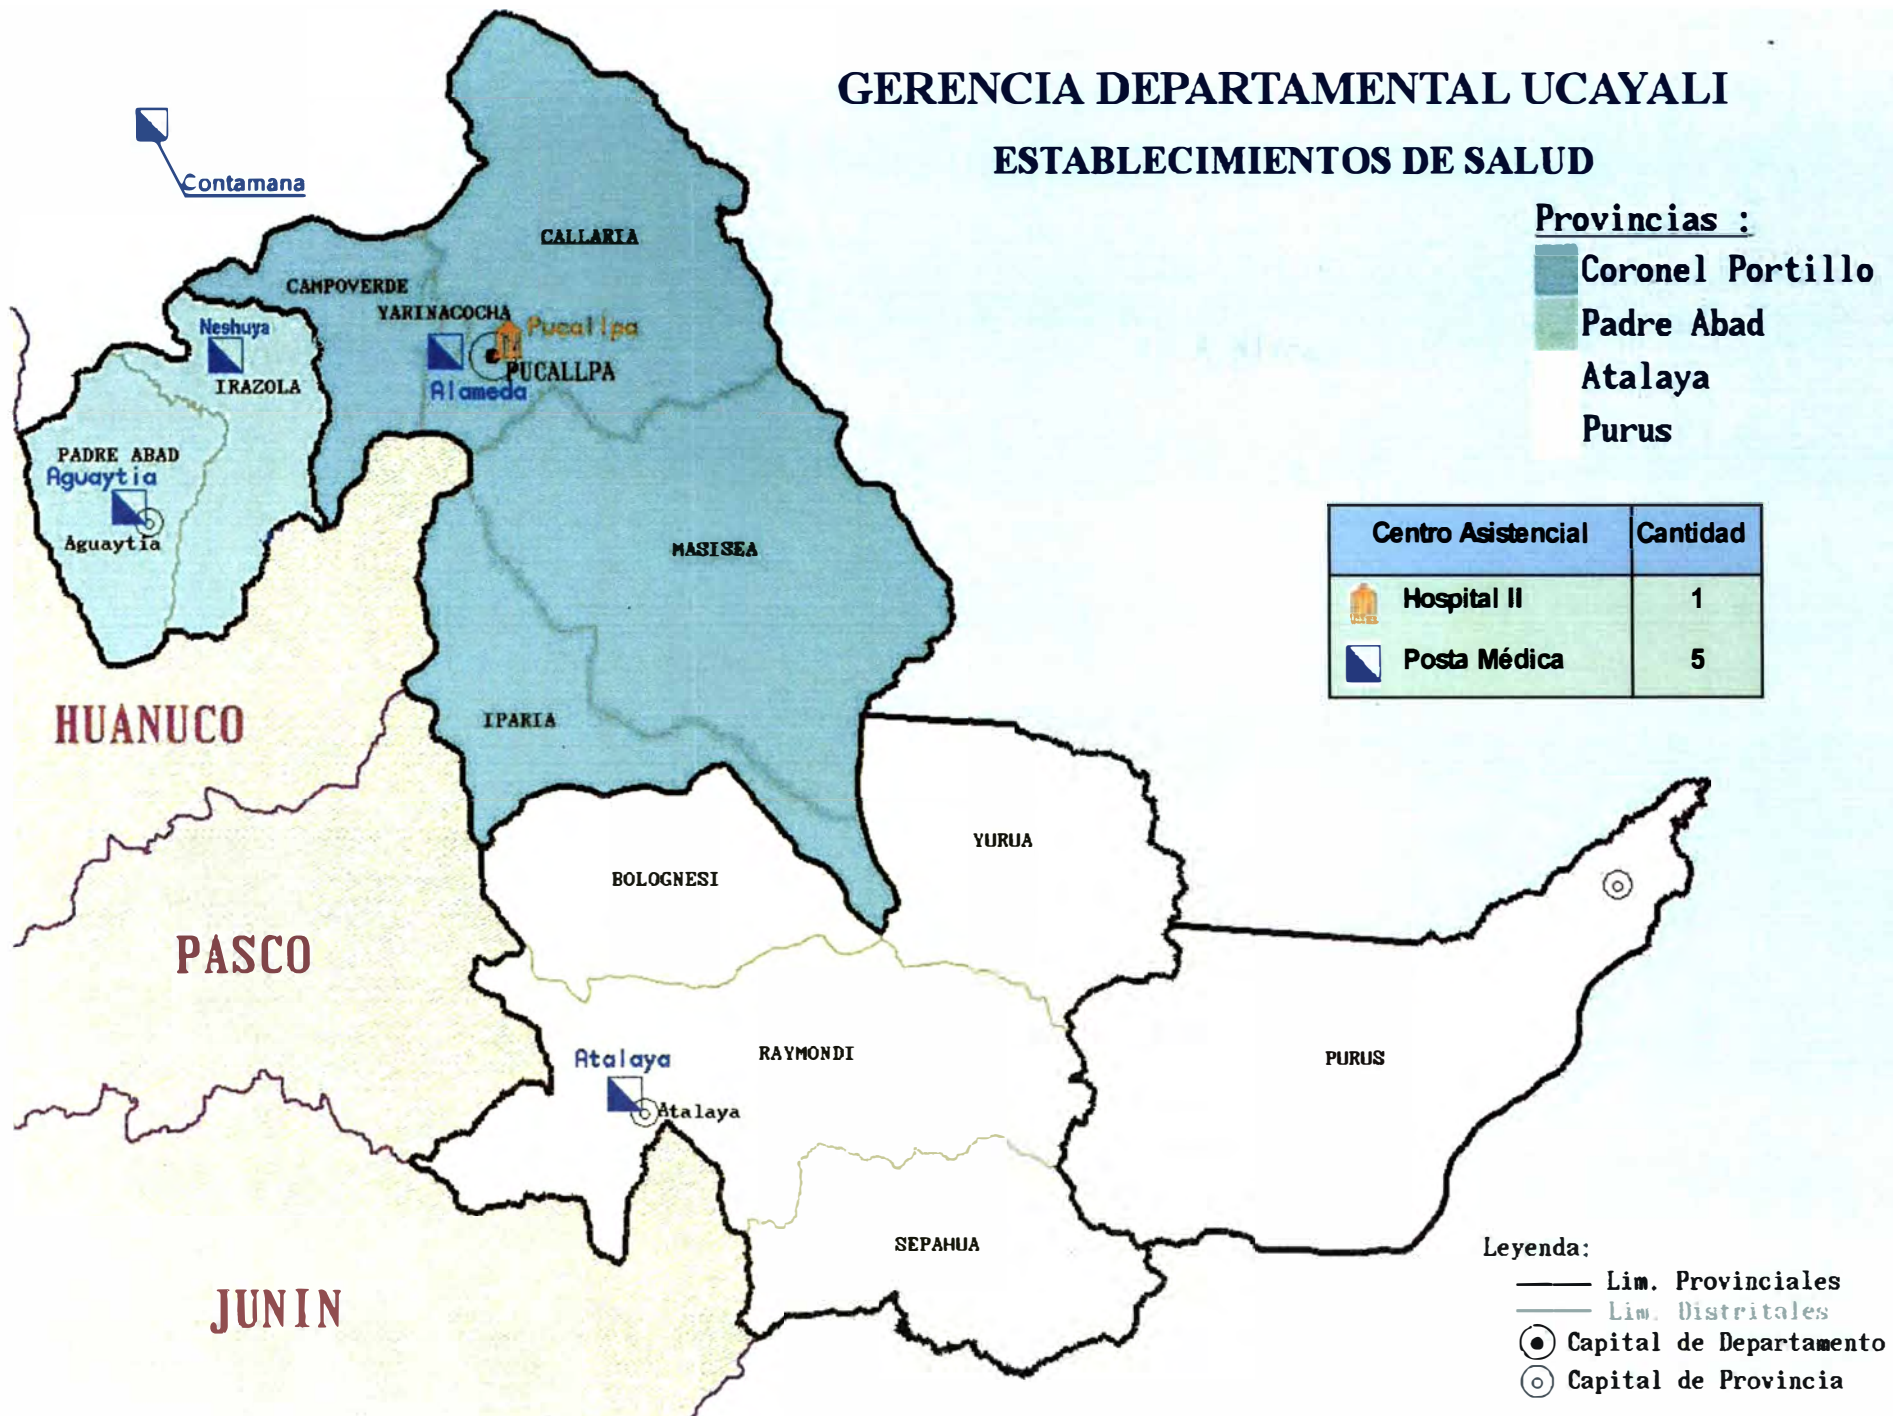 GERENCIA DEPARTAMENTAL UCAYALI
ESTABLECIMIENTOS DE SALUD
Provincias :
Coronel Portillo
Padre Abad
Atalaya
Purus
Contamana
CALLARIA
CAMPOVERDE
YARINACOCHA
Pucallpa
PUCALLPA
Alameda
Neshuya
IRAZOLA
PADRE ABAD
Aguaytia
Aguaytia
MASISEA
IPARIA
Centro Asistencial Cantidad
Hospital II 1
Posta Médica 5
HUANUCO
PASCO
JUNIN
BOLOGNESI
YURUA
RAYMONDI
Atalaya
Atalaya
PURUS
SEPAHUA
Leyenda:
Lim. Provinciales
Lim. Distritales
Capital de Departamento
Capital de Provincia